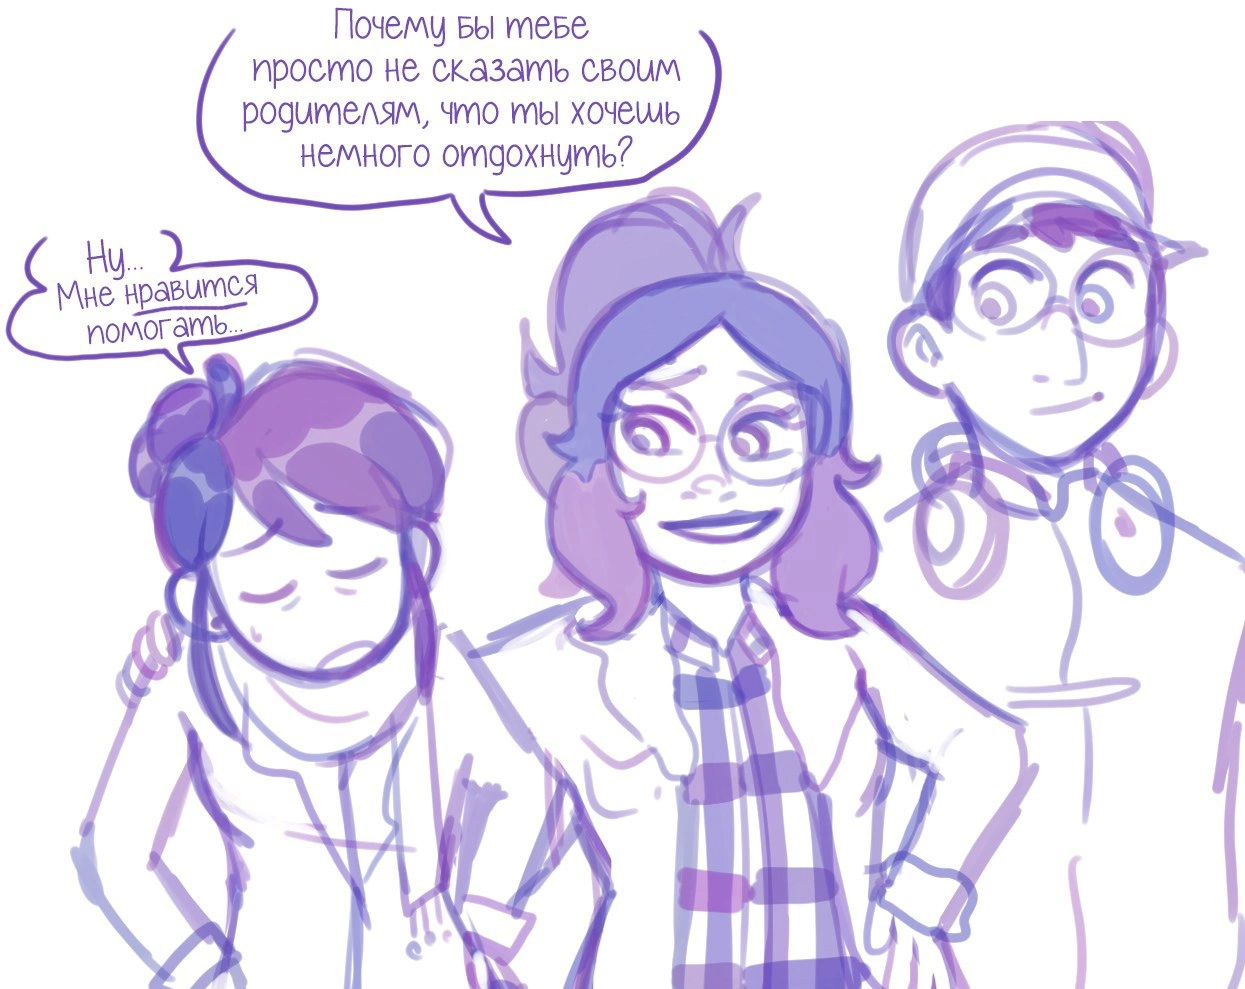 Почему бы тебе
просто не сказать своим
родителям, что ты хочешь
немного отдохнуть?
Ну...
Мне нравится
помогать...